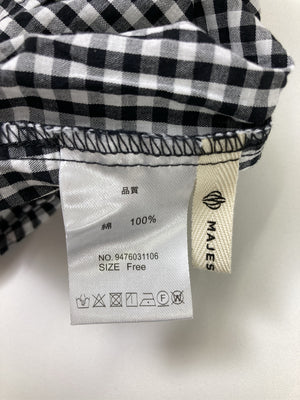 品質
綿 100%
NO. 9476031106
SIZE Free
MAJES